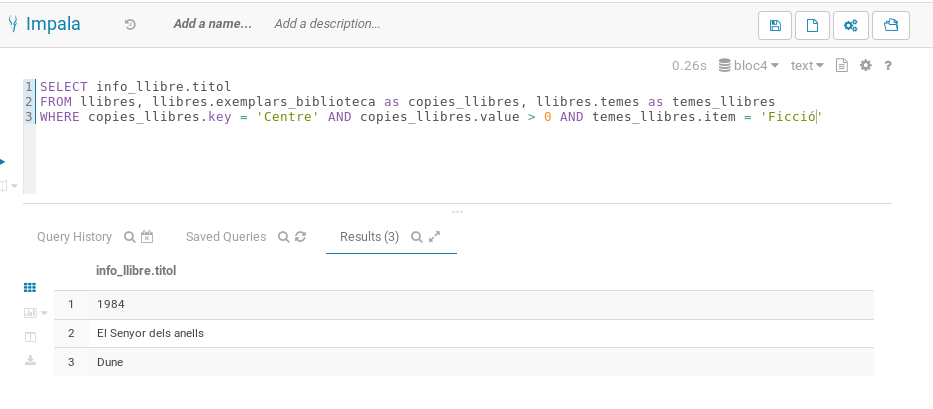 Impala Add a name... Add a description...
0.26s bloc4 text ?
1 SELECT info_llibre.titol
2 FROM llibres, llibres.exemplars_biblioteca as copies_llibres, llibres.temes as temes_llibres
3 WHERE copies_llibres.key = 'Centre' AND copies_llibres.value > 0 AND temes_llibres.item = 'Ficció'
Query History Saved Queries Results (3)
info_llibre.titol
1 1984
2 El Senyor dels anells
3 Dune